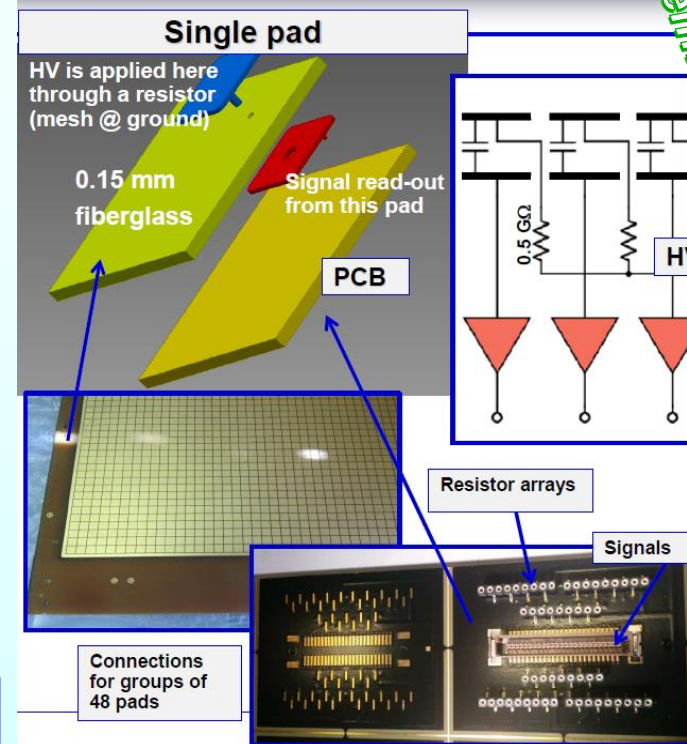 Single pad
HV is applied here
through a resistor
(mesh @ ground)
0.15 mm
fiberglass
Signal read-out
from this pad
PCB
0.5 GΩ
HV
Resistor arrays
Signals
Connections
for groups of
48 pads